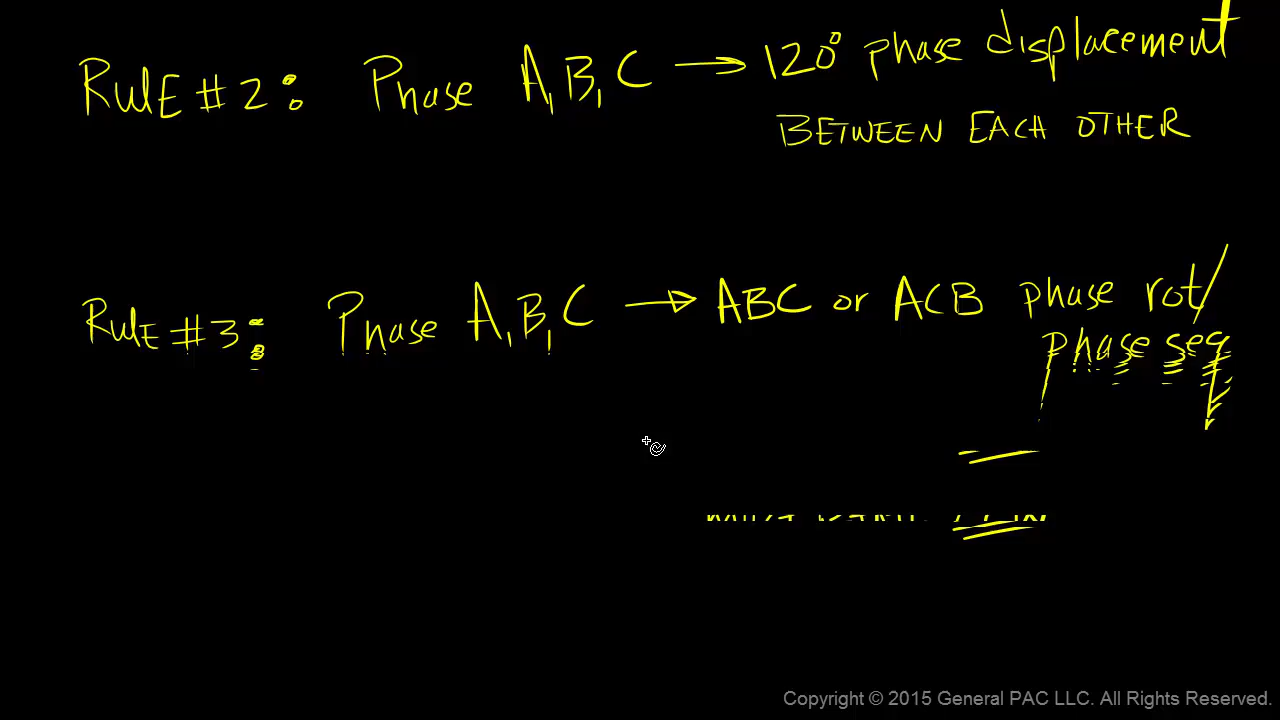 RulE #2: Phase A,B,C → 120° phase displacement
BETWEEN EACH OTHER
RulE #3: Phase A,B,C → ABC or ACB phase rot/
phase seq
Copyright © 2015 General PAC LLC. All Rights Reserved.